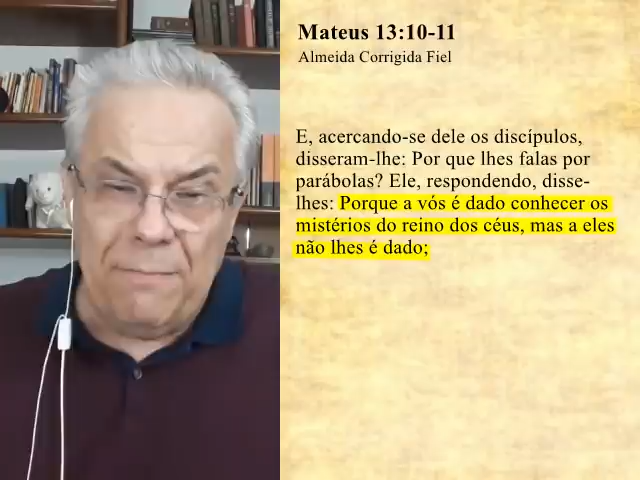 Mateus 13:10-11
Almeida Corrigida Fiel
E, acercando-se dele os discípulos,
disseram-lhe: Por que lhes falas por
parábolas? Ele, respondendo, disse-
lhes: Porque a vós é dado conhecer os
mistérios do reino dos céus, mas a eles
não lhes é dado;